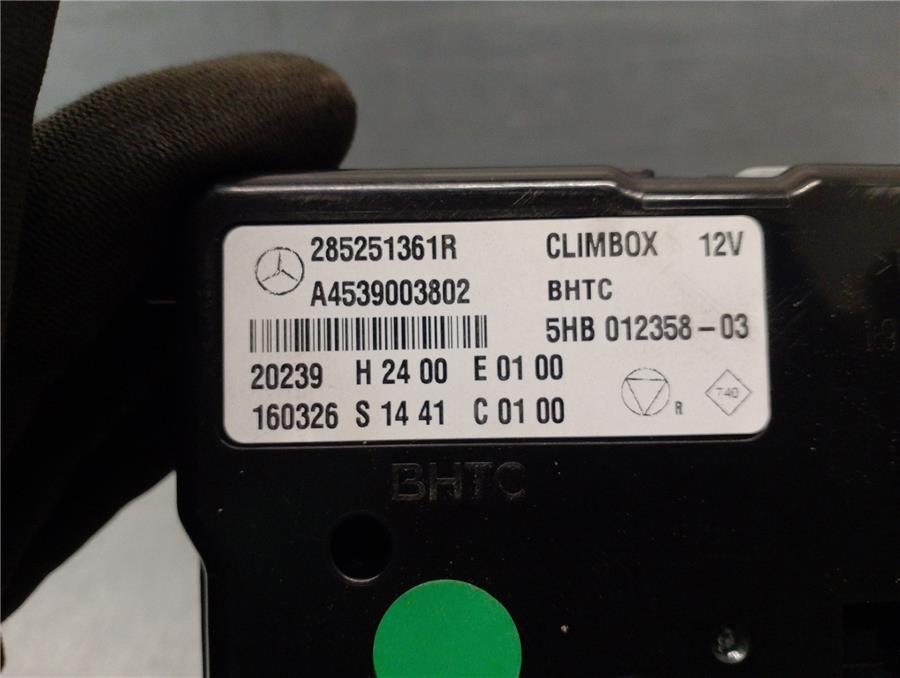 285251361R CLIMBOX 12V
A4539003802 BHTC
5HB 012358-03
20239 H 24 00 E 01 00
160326 S 14 41 C 01 00
R 740
BHTC